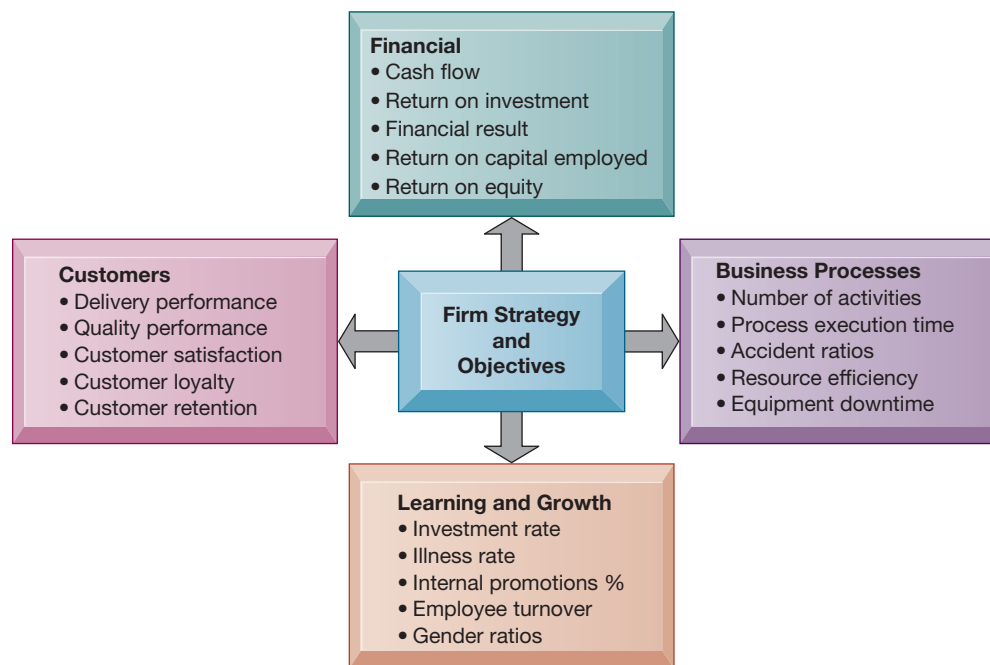 Financial
• Cash flow
• Return on investment
• Financial result
• Return on capital employed
• Return on equity
Customers
• Delivery performance
• Quality performance
• Customer satisfaction
• Customer loyalty
• Customer retention
Firm Strategy
and
Objectives
Business Processes
• Number of activities
• Process execution time
• Accident ratios
• Resource efficiency
• Equipment downtime
Learning and Growth
• Investment rate
• Illness rate
• Internal promotions %
• Employee turnover
• Gender ratios